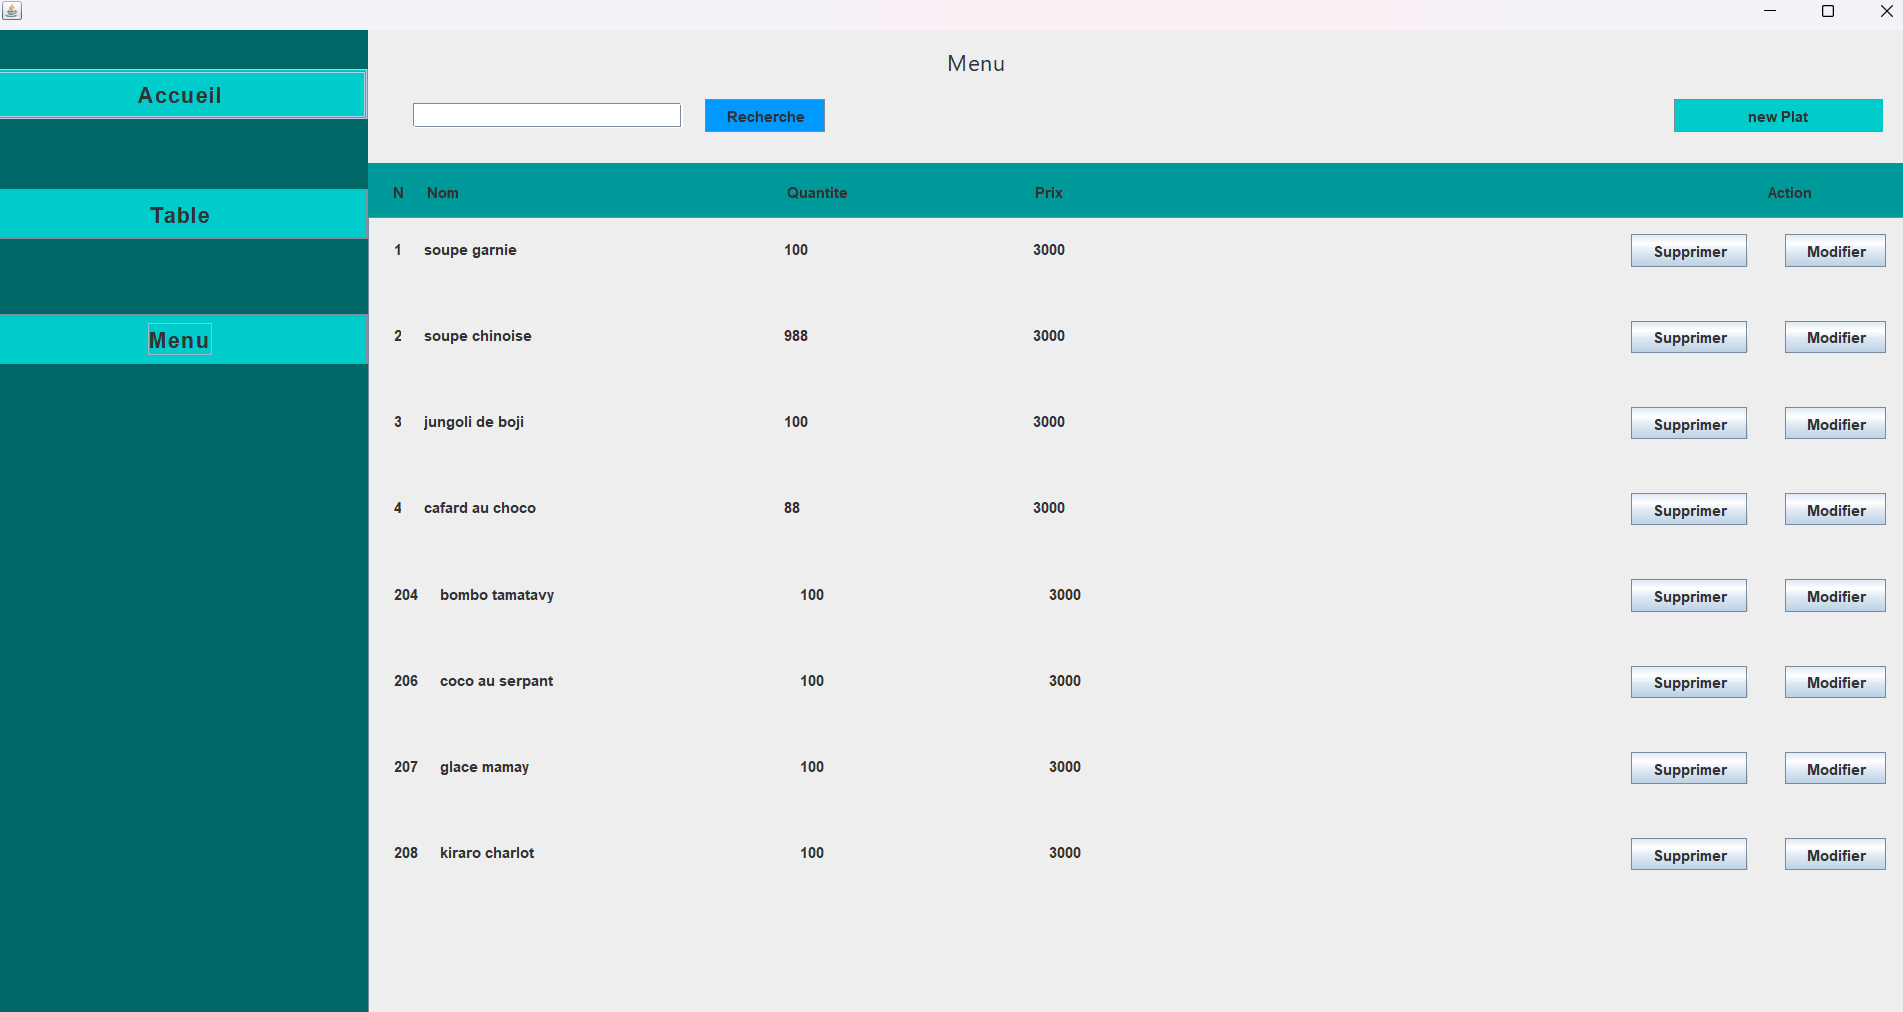 Menu
Accueil
Table
Menu
Recherche new Plat
N Nom Quantite Prix Action
1 soupe garnie 100 3000 Supprimer Modifier
2 soupe chinoise 988 3000 Supprimer Modifier
3 jungoli de boji 100 3000 Supprimer Modifier
4 cafard au choco 88 3000 Supprimer Modifier
204 bombo tamatavy 100 3000 Supprimer Modifier
206 coco au serpant 100 3000 Supprimer Modifier
207 glace mamay 100 3000 Supprimer Modifier
208 kiraro charlot 100 3000 Supprimer Modifier